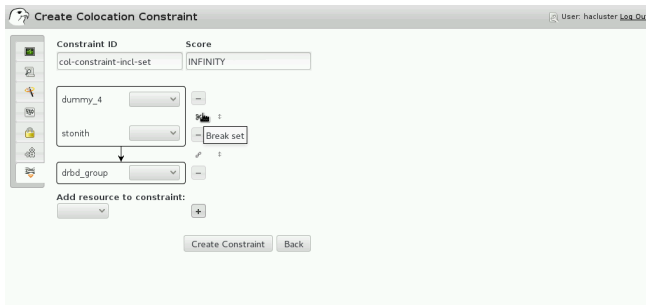 Create Colocation Constraint
User: hacluster Log Ou
Constraint ID Score
col-constraint-incl-set INFINITY
dummy_4
stonith
Break set
drbd_group
Add resource to constraint:
Create Constraint Back